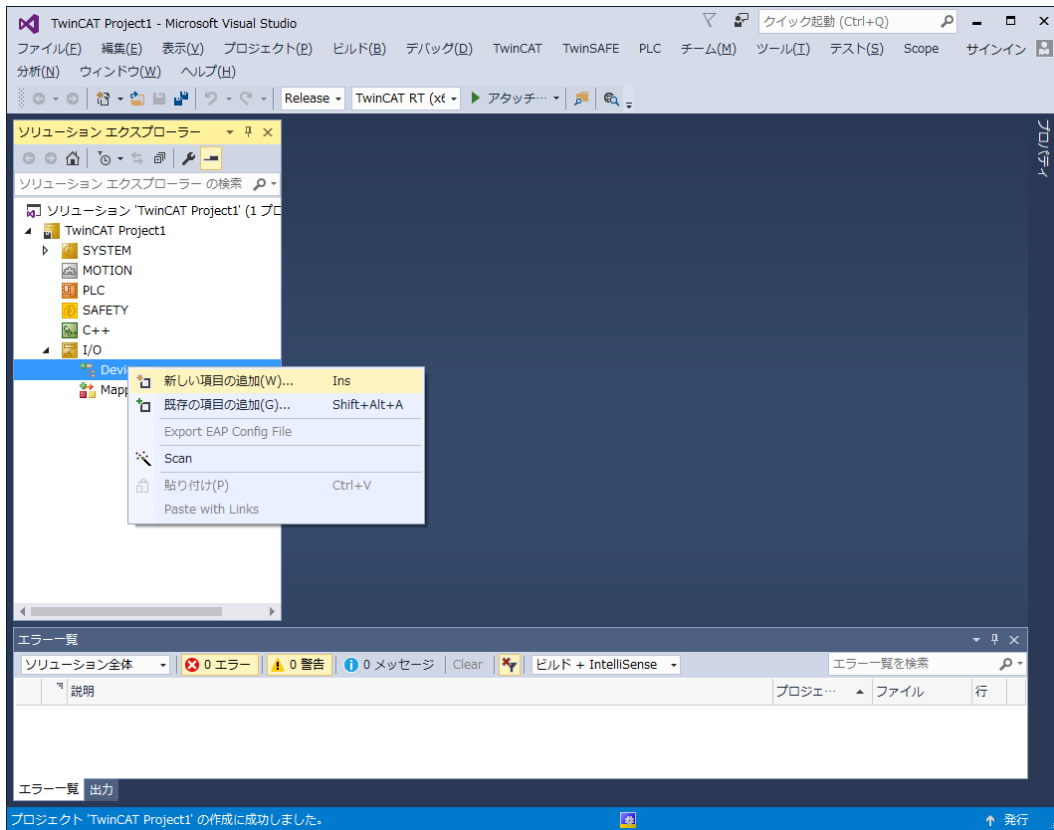 TwinCAT Project1 - Microsoft Visual Studio
クイック起動 (Ctrl+Q)
ファイル(F) 編集(E) 表示(V) プロジェクト(P) ビルド(B) デバッグ(D) TwinCAT TwinSAFE PLC チーム(M) ツール(T) テスト(S) Scope サインイン
分析(N) ウィンドウ(W) ヘルプ(H)
Release TwinCAT RT (x6 アタッチ…
ソリューション エクスプローラー
プロパティ
ソリューション エクスプローラー の検索
ソリューション 'TwinCAT Project1' (1 プロ
TwinCAT Project1
SYSTEM
MOTION
PLC
SAFETY
C++
I/O
Devi
Mapp
新しい項目の追加(W)... Ins
既存の項目の追加(G)... Shift+Alt+A
Export EAP Config File
Scan
貼り付け(P) Ctrl+V
Paste with Links
エラー一覧
ソリューション全体 0 エラー 0 警告 0 メッセージ Clear ビルド + IntelliSense エラー一覧を検索
説明 プロジェ… ファイル 行
エラー一覧 出力
プロジェクト 'TwinCAT Project1' の作成に成功しました。 発行